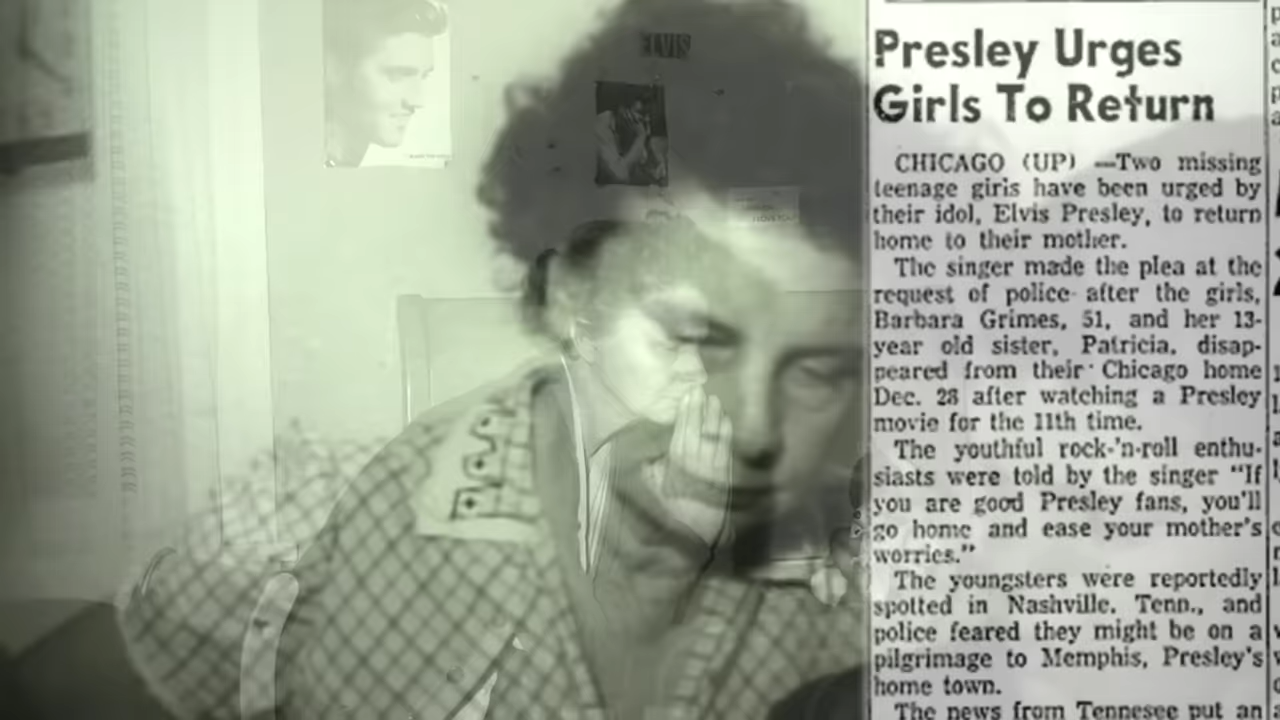 ELVIS
Presley Urges
Girls To Return
CHICAGO (UP) —Two missing
teenage girls have been urged by
their idol, Elvis Presley, to return
home to their mother.
The singer made the plea at the
request of police after the girls,
Barbara Grimes, 51, and her 13-
year old sister, Patricia, disap-
peared from their Chicago home
Dec. 28 after watching a Presley
movie for the 11th time.
The youthful rock-'n-roll enthu-
siasts were told by the singer "If
you are good Presley fans, you'll
go home and ease your mother's
worries."
The youngsters were reportedly
spotted in Nashville, Tenn., and
police feared they might be on a
pilgrimage to Memphis, Presley's
home town.
The news from Tennesee put an